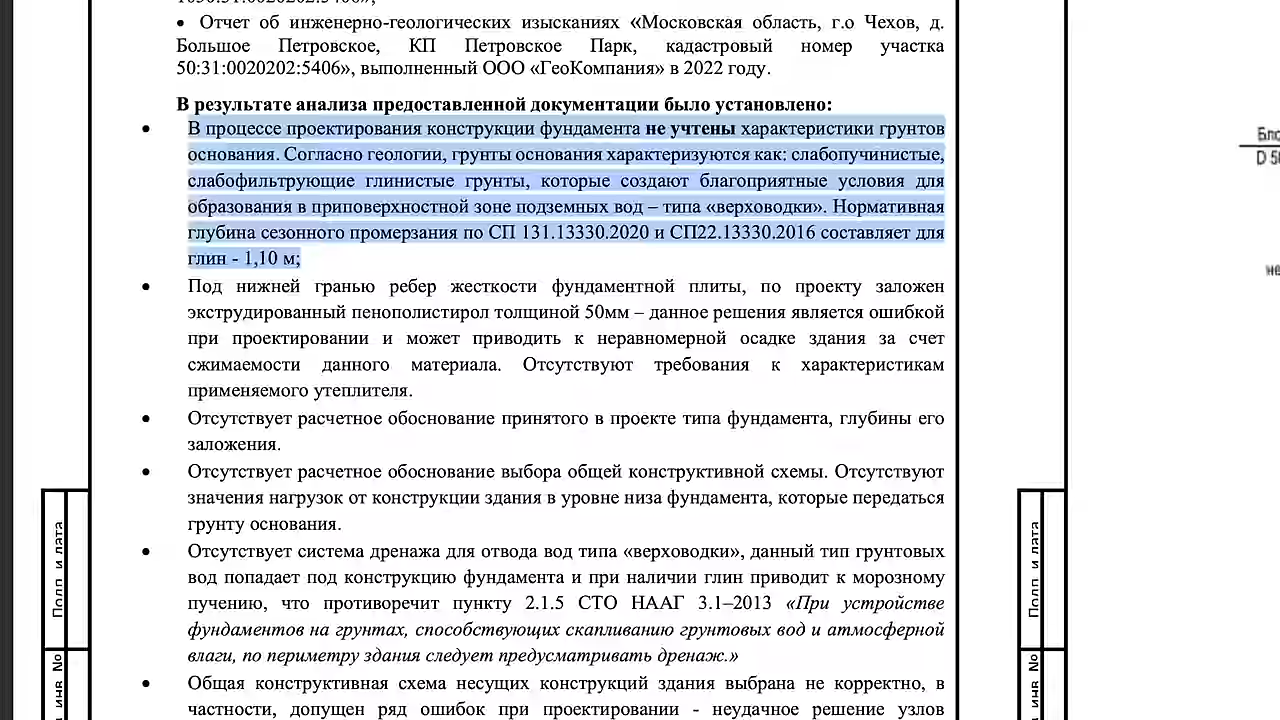 • Отчет об инженерно-геологических изысканиях «Московская область, г.о Чехов, д.
Большое Петровское, КП Петровское Парк, кадастровый номер участка
50:31:0020202:5406», выполненный ООО «ГеоКомпания» в 2022 году.
В результате анализа предоставленной документации было установлено:
• В процессе проектирования конструкции фундамента не учтены характеристики грунтов
основания. Согласно геологии, грунты основания характеризуются как: слабопучинистые,
слабофильтрующие глинистые грунты, которые создают благоприятные условия для
образования в приповерхностной зоне подземных вод – типа «верховодки». Нормативная
глубина сезонного промерзания по СП 131.13330.2020 и СП22.13330.2016 составляет для
глин - 1,10 м;
• Под нижней гранью ребер жесткости фундаментной плиты, по проекту заложен
экструдированный пенополистирол толщиной 50мм – данное решения является ошибкой
при проектировании и может приводить к неравномерной осадке здания за счет
сжимаемости данного материала. Отсутствуют требования к характеристикам
применяемого утеплителя.
• Отсутствует расчетное обоснование принятого в проекте типа фундамента, глубины его
заложения.
• Отсутствует расчетное обоснование выбора общей конструктивной схемы. Отсутствуют
значения нагрузок от конструкции здания в уровне низа фундамента, которые передаться
грунту основания.
• Отсутствует система дренажа для отвода вод типа «верховодки», данный тип грунтовых
вод попадает под конструкцию фундамента и при наличии глин приводит к морозному
пучению, что противоречит пункту 2.1.5 СТО НААГ 3.1–2013 «При устройстве
фундаментов на грунтах, способствующих скапливанию грунтовых вод и атмосферной
влаги, по периметру здания следует предусматривать дренаж.»
• Общая конструктивная схема несущих конструкций здания выбрана не корректно, в
частности, допущен ряд ошибок при проектировании - неудачное решение узлов
Подп. и дата
инв. №
Подп. и дата
инв. №